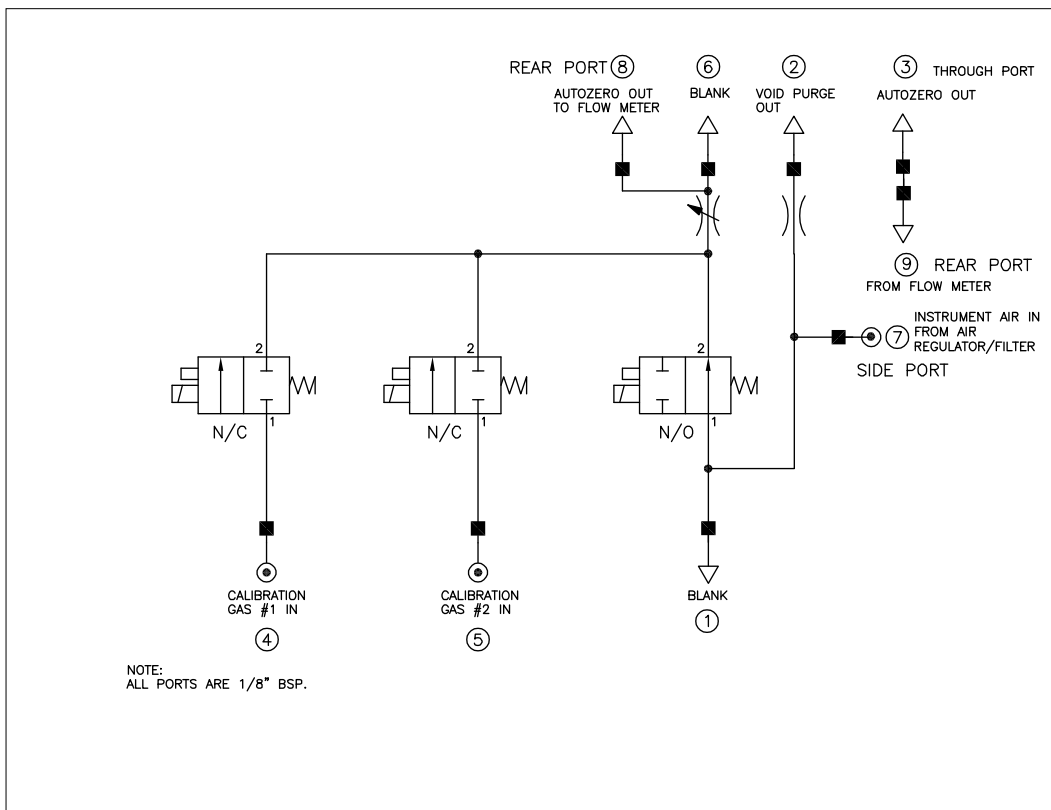 REAR PORT 8
6
2
3 THROUGH PORT
AUTOZERO OUT
TO FLOW METER
BLANK
VOID PURGE
OUT
AUTOZERO OUT
9 REAR PORT
FROM FLOW METER
7 INSTRUMENT AIR IN
FROM AIR
REGULATOR/FILTER
SIDE PORT
2
2
2
1
1
1
N/C
N/C
N/O
CALIBRATION
GAS #1 IN
4
CALIBRATION
GAS #2 IN
5
BLANK
1
NOTE:
ALL PORTS ARE 1/8" BSP.